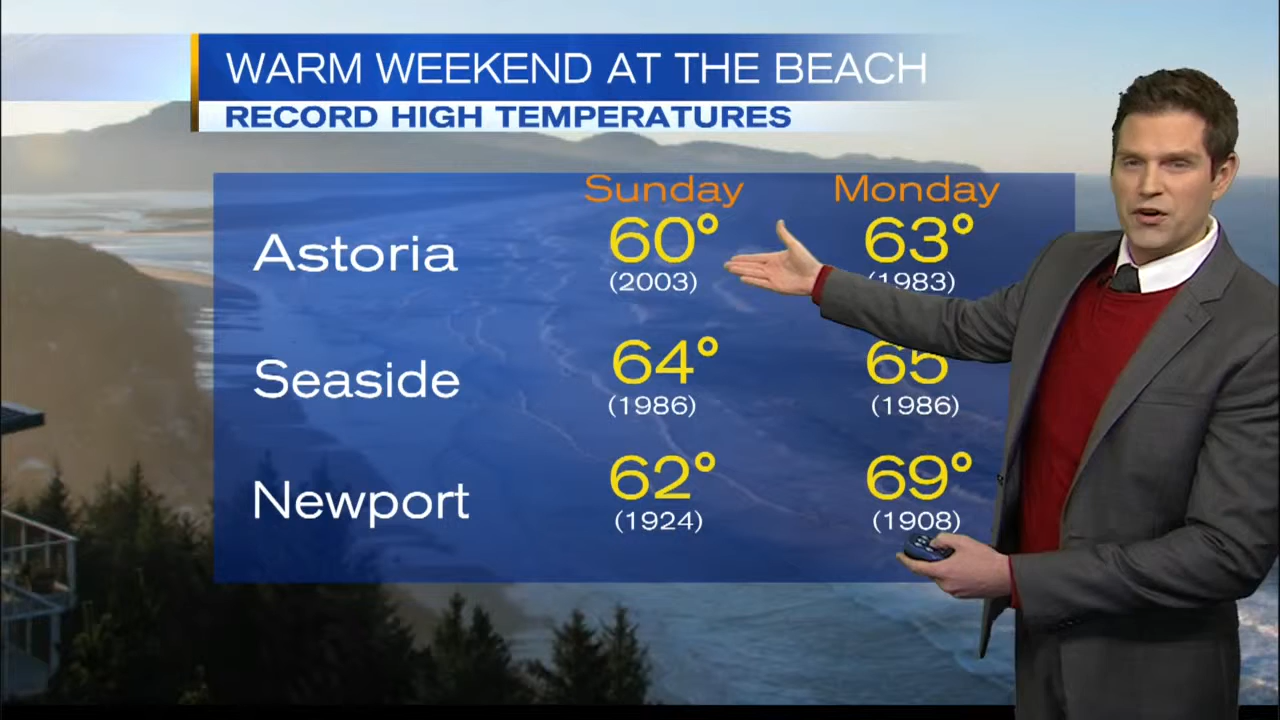 WARM WEEKEND AT THE BEACH
RECORD HIGH TEMPERATURES
Sunday Monday
Astoria 60° 63°
(2003) (1983)
Seaside 64° 65
(1986) (1986)
Newport 62° 69°
(1924) (1908)